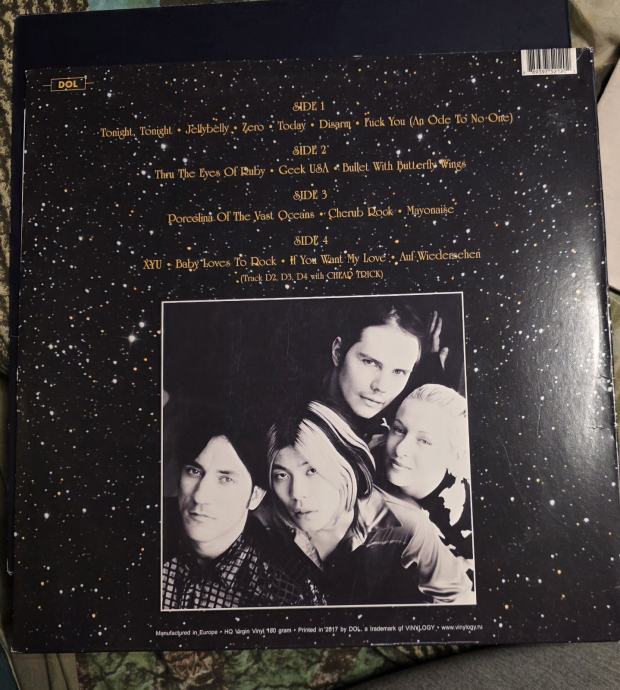 DOL
SIDE 1
Tonight, Tonight • Jellybelly • Zero • Today • Disarm • Fuck You (An Ode To No-One)
SIDE 2
Thru The Eyes Of Ruby • Geek USA • Bullet With Butterfly Wings
SIDE 3
Porcelina Of The Vast Oceans • Cherub Rock • Mayonaise
SIDE 4
XYU • Baby Loves To Rock • If You Want My Love • Auf Wiedersehen
(Track D2, D3, D4 with CHEAP TRICK)
Manufactured in Europe • HQ Virgin Vinyl 180 gram • Printed in 2017 by DOL, a trademark of VINYLOGY • www.vinylogy.ru